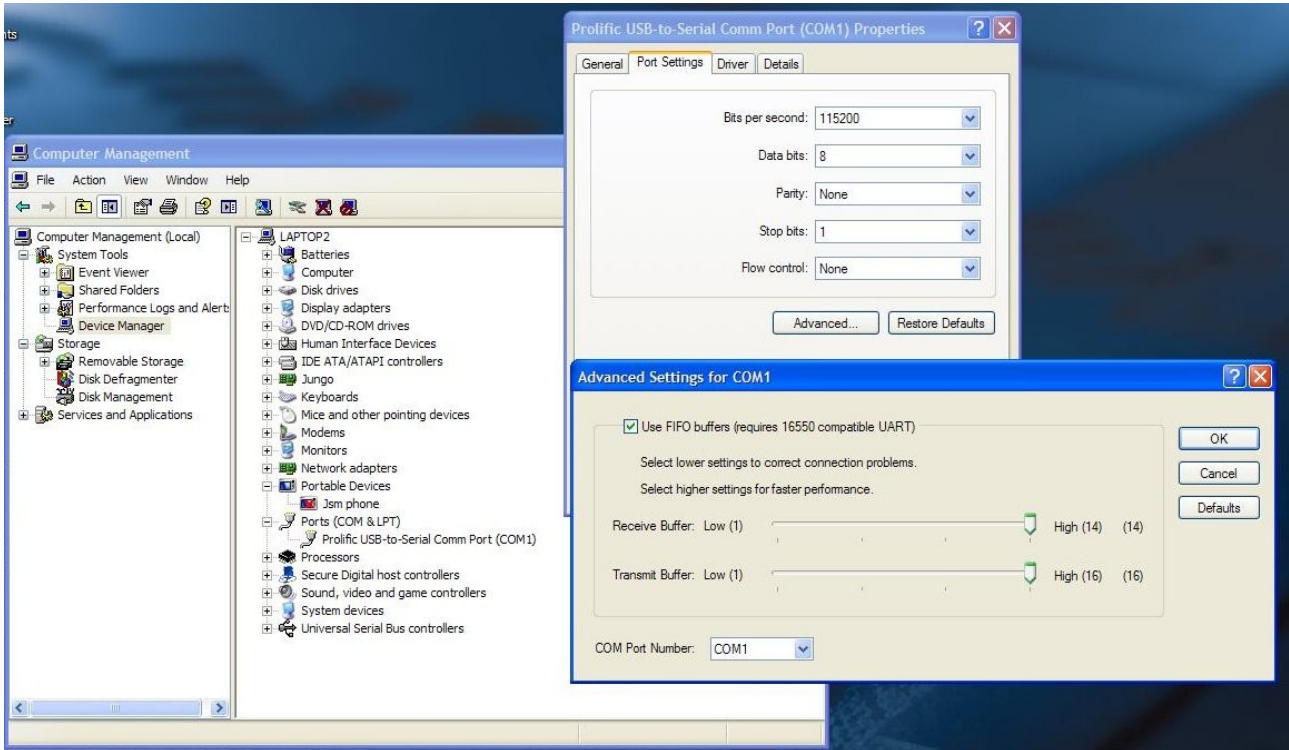 nts
er
Computer Management
File Action View Window Help
Computer Management (Local)
System Tools
Event Viewer
Shared Folders
Performance Logs and Alerts
Device Manager
Storage
Removable Storage
Disk Defragmenter
Disk Management
Services and Applications
LAPTOP2
Batteries
Computer
Disk drives
Display adapters
DVD/CD-ROM drives
Human Interface Devices
IDE ATA/ATAPI controllers
Jungo
Keyboards
Mice and other pointing devices
Modems
Monitors
Network adapters
Portable Devices
Jsm phone
Ports (COM & LPT)
Prolific USB-to-Serial Comm Port (COM1)
Processors
Secure Digital host controllers
Sound, video and game controllers
System devices
Universal Serial Bus controllers
Prolific USB-to-Serial Comm Port (COM1) Properties
General Port Settings Driver Details
Bits per second: 115200
Data bits: 8
Parity: None
Stop bits: 1
Flow control: None
Advanced... Restore Defaults
Advanced Settings for COM1
Use FIFO buffers (requires 16550 compatible UART)
OK
Select lower settings to correct connection problems.
Cancel
Select higher settings for faster performance.
Defaults
Receive Buffer: Low (1) High (14) (14)
Transmit Buffer: Low (1) High (16) (16)
COM Port Number: COM1